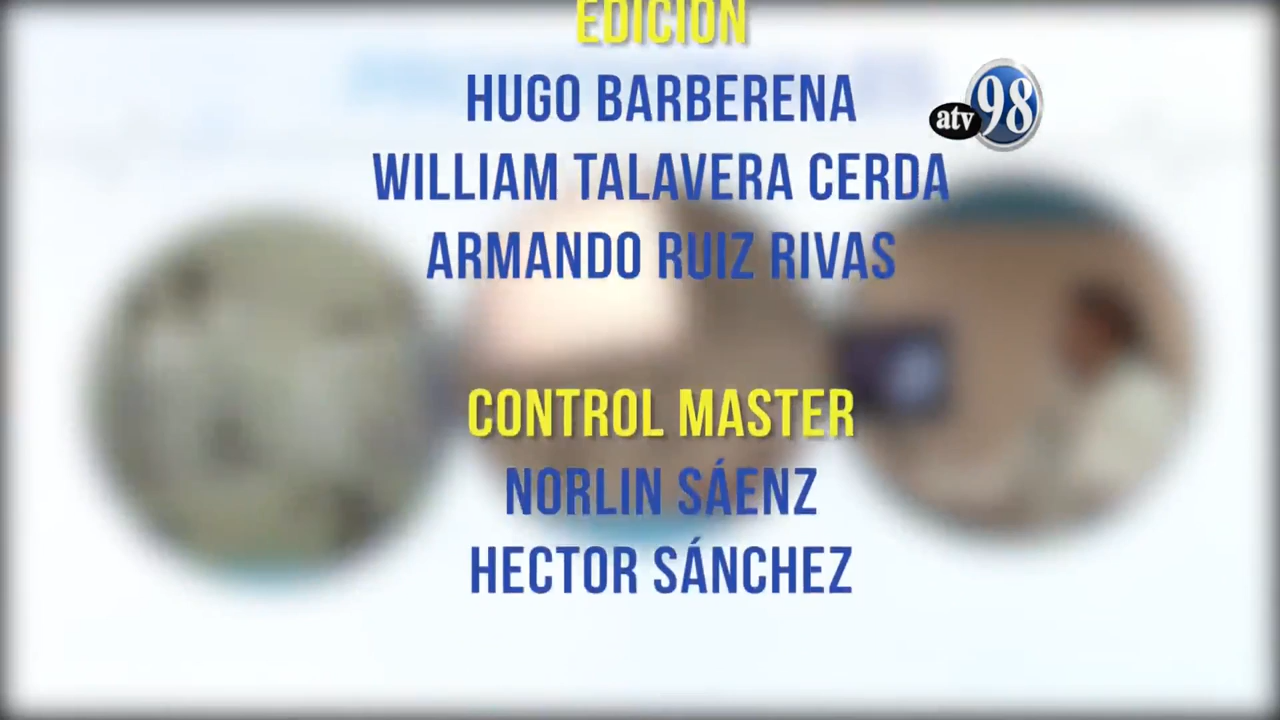 EDICIÓN
HUGO BARBERENA
WILLIAM TALAVERA CERDA
ARMANDO RUIZ RIVAS
CONTROL MASTER
NORLIN SÁENZ
HECTOR SÁNCHEZ
atv 98